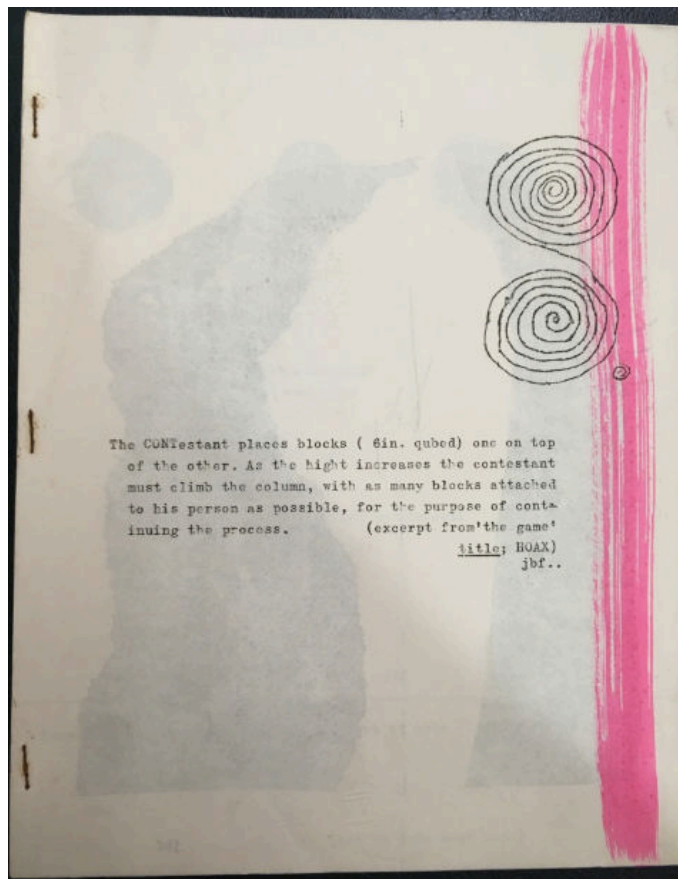 The CONTestant places blocks ( 6in. qubed) one on top
of the other. As the hight increases the contestant
must climb the column, with as many blocks attached
to his person as possible, for the purpose of cont-
inuing the process. (excerpt from'the game'
title; HOAX)
jbf..